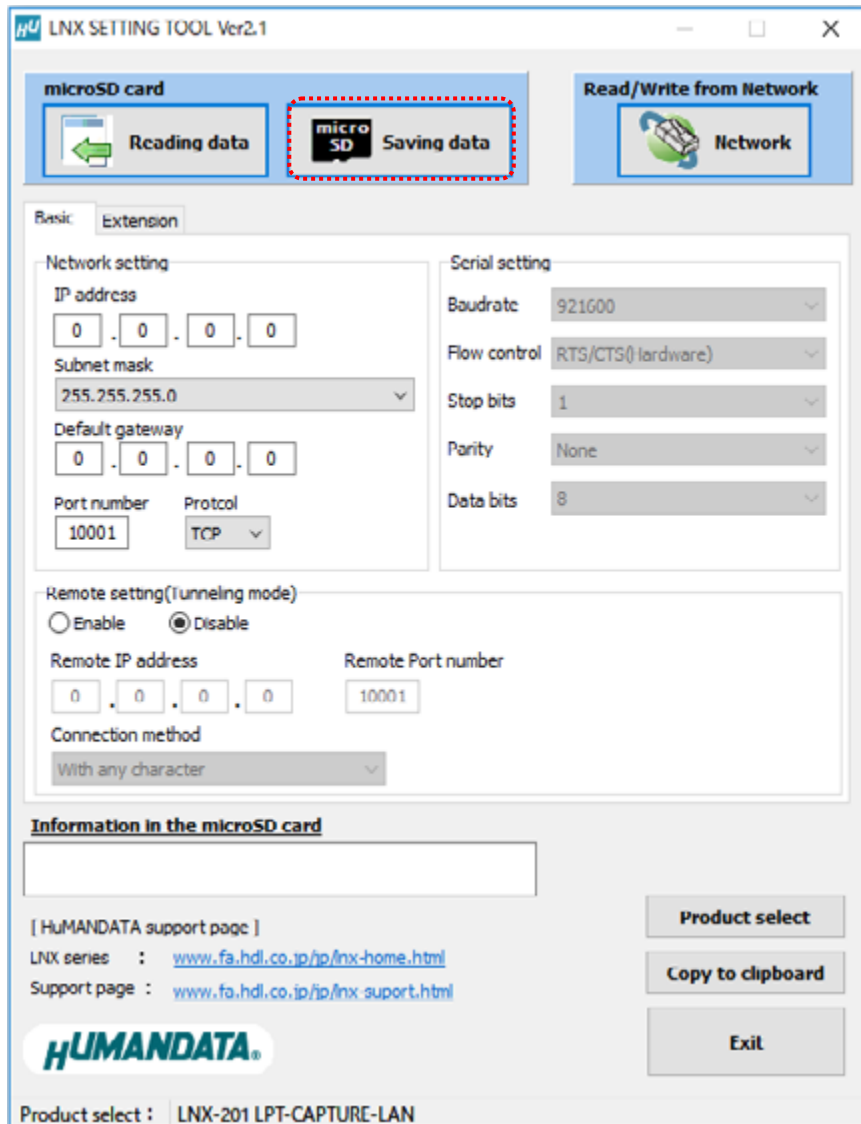 HU LNX SETTING TOOL Ver2.1
microSD card
Reading data
micro
SD
Saving data
Read/Write from Network
Network
Basic
Extension
Network setting
IP address
0 . 0 . 0 . 0
Subnet mask
255.255.255.0
Default gateway
0 . 0 . 0 . 0
Port number Protcol
10001 TCP
Serial setting
Baudrate 921600
Flow control RTS/CTS(Hardware)
Stop bits 1
Parity None
Data bits 8
Remote setting(Tunneling mode)
Enable Disable
Remote IP address Remote Port number
0 . 0 . 0 . 0 10001
Connection method
With any character
Information in the microSD card
[ HuMANDATA support page ]
LNX series : www.fa.hdl.co.jp/jp/lnx-home.html
Support page : www.fa.hdl.co.jp/jp/lnx-suport.html
HUMANDATA®
Product select
Copy to clipboard
Exit
Product select : LNX-201 LPT-CAPTURE-LAN